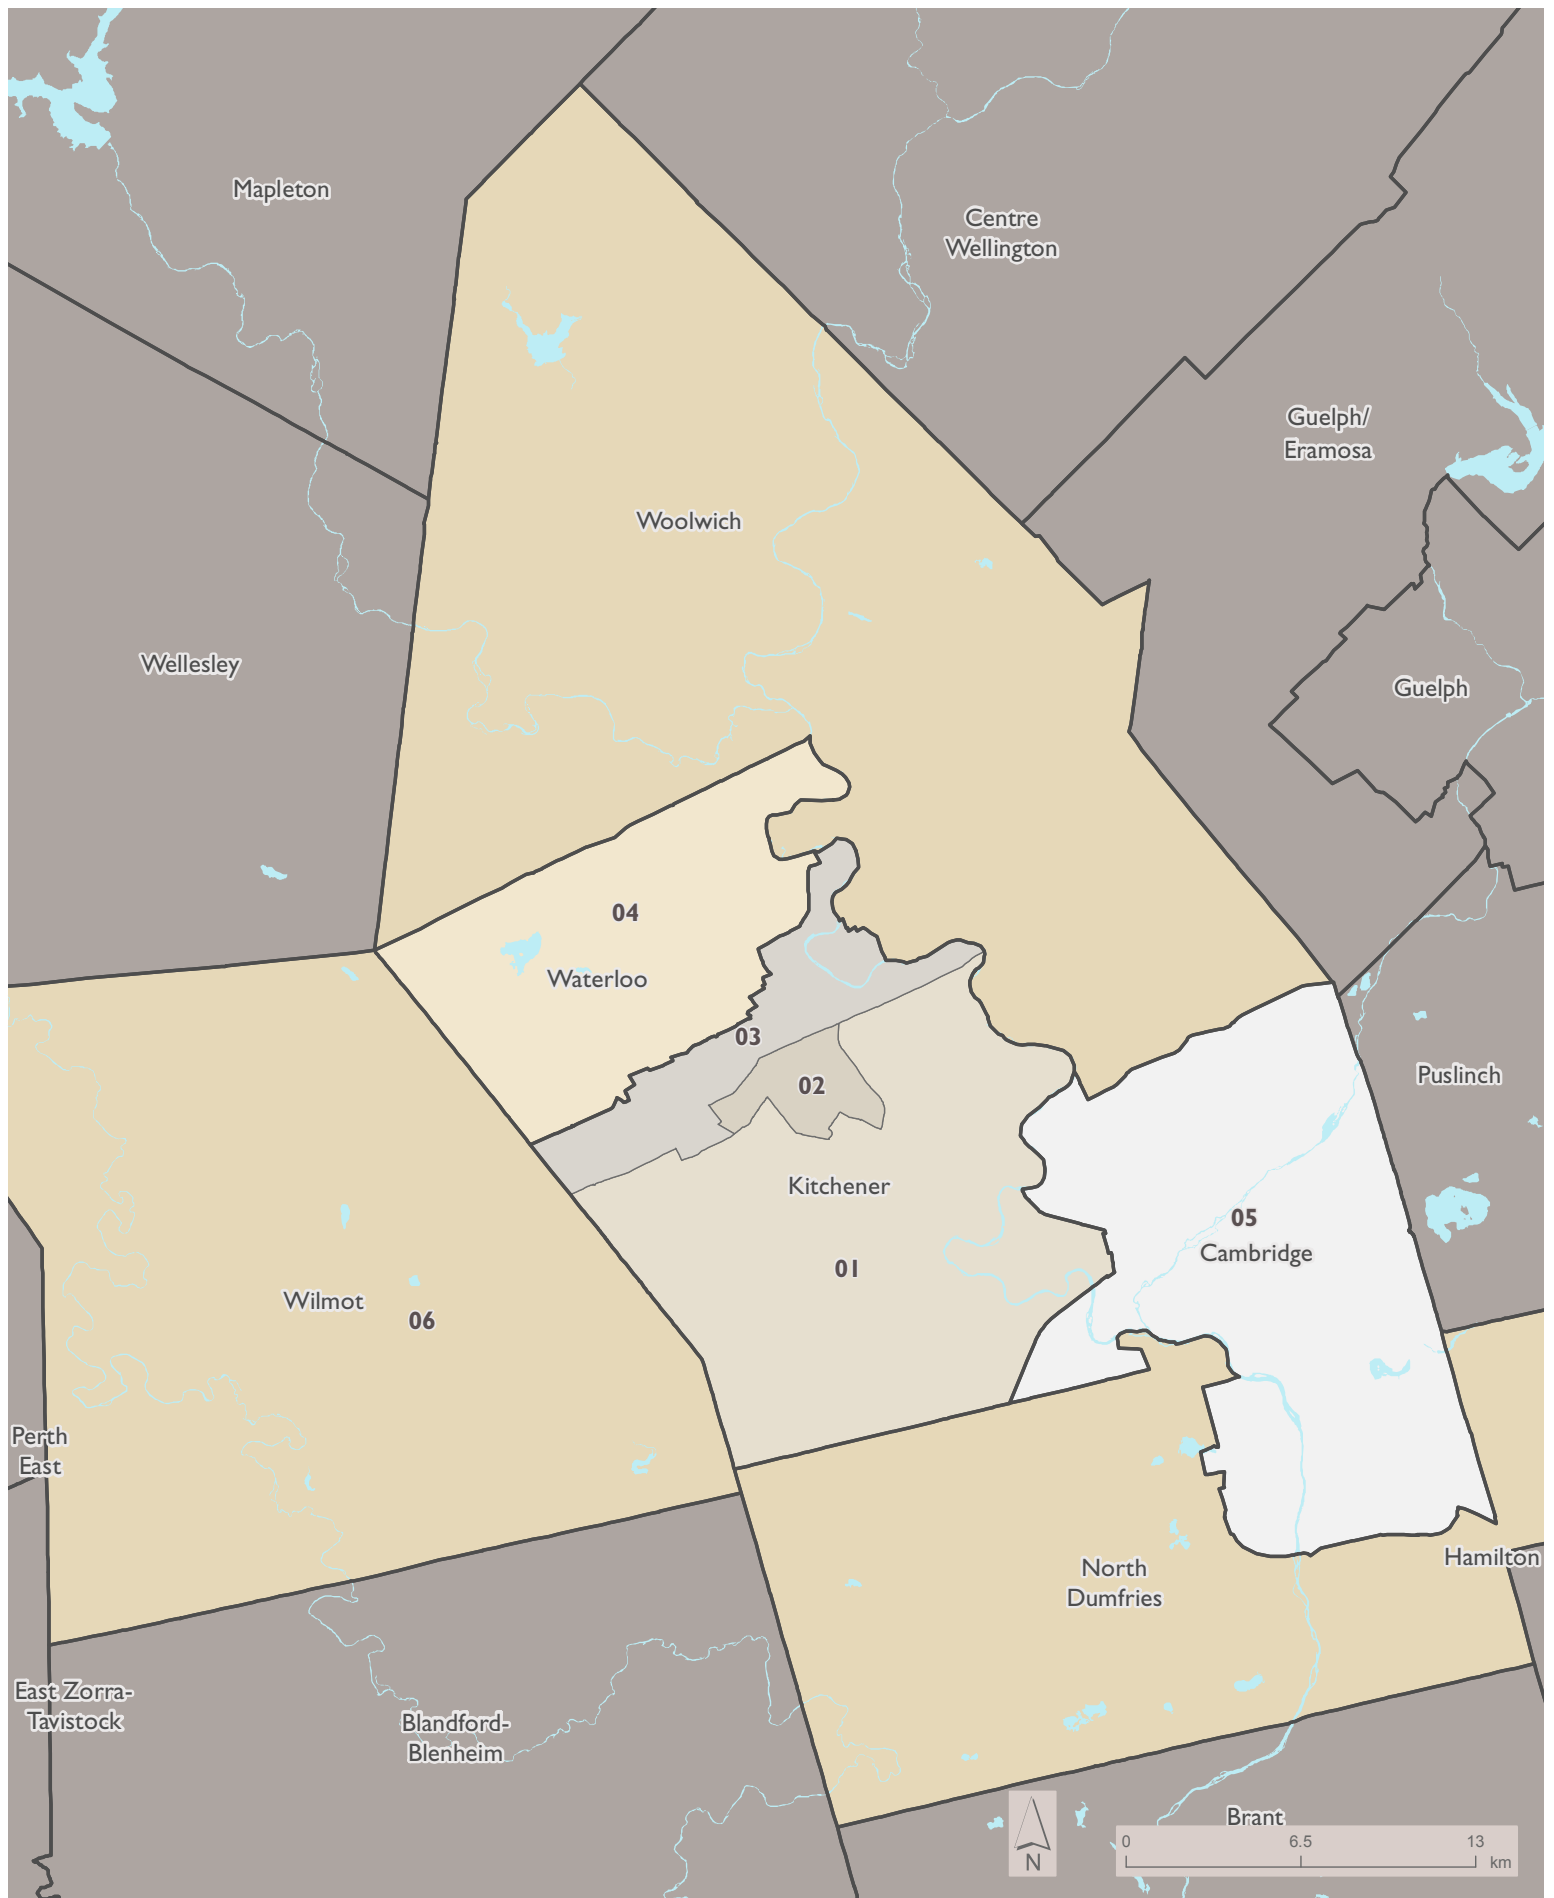 Mapleton
Centre
Wellington
Guelph/
Eramosa
Woolwich
Wellesley
Guelph
04
Waterloo
03
Puslinch
02
Kitchener
05
Cambridge
01
Wilmot
06
Perth
East
North
Dumfries
Hamilton
East Zorra-
Tavistock
Blandford-
Blenheim
Brant
N
0 6.5 13
km